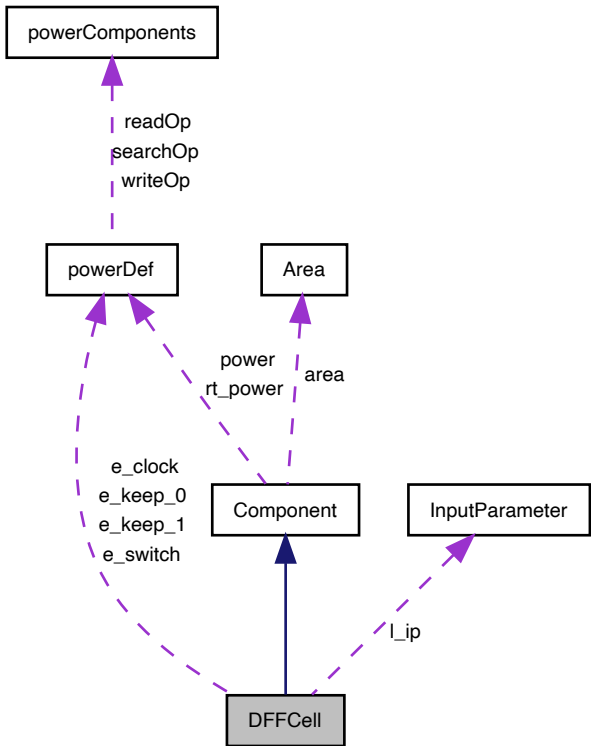 powerComponents
readOp
searchOp
writeOp
powerDef
Area
power
rt_power
area
e_clock
e_keep_0
e_keep_1
e_switch
Component
InputParameter
l_ip
DFFCell